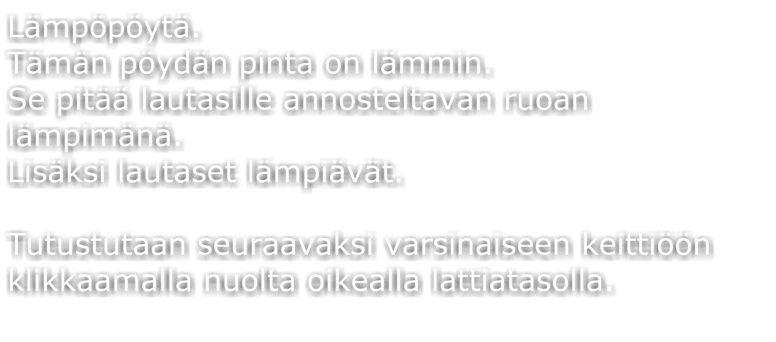 Lämpöpöytä.
Tämän pöydän pinta on lämmin.
Se pitää lautasille annosteltavan ruoan
lämpimänä.
Lisäksi lautaset lämpiävät.

Tutustutaan seuraavaksi varsinaiseen keittiöön
klikkaamalla nuolta oikealla lattiatasolla.